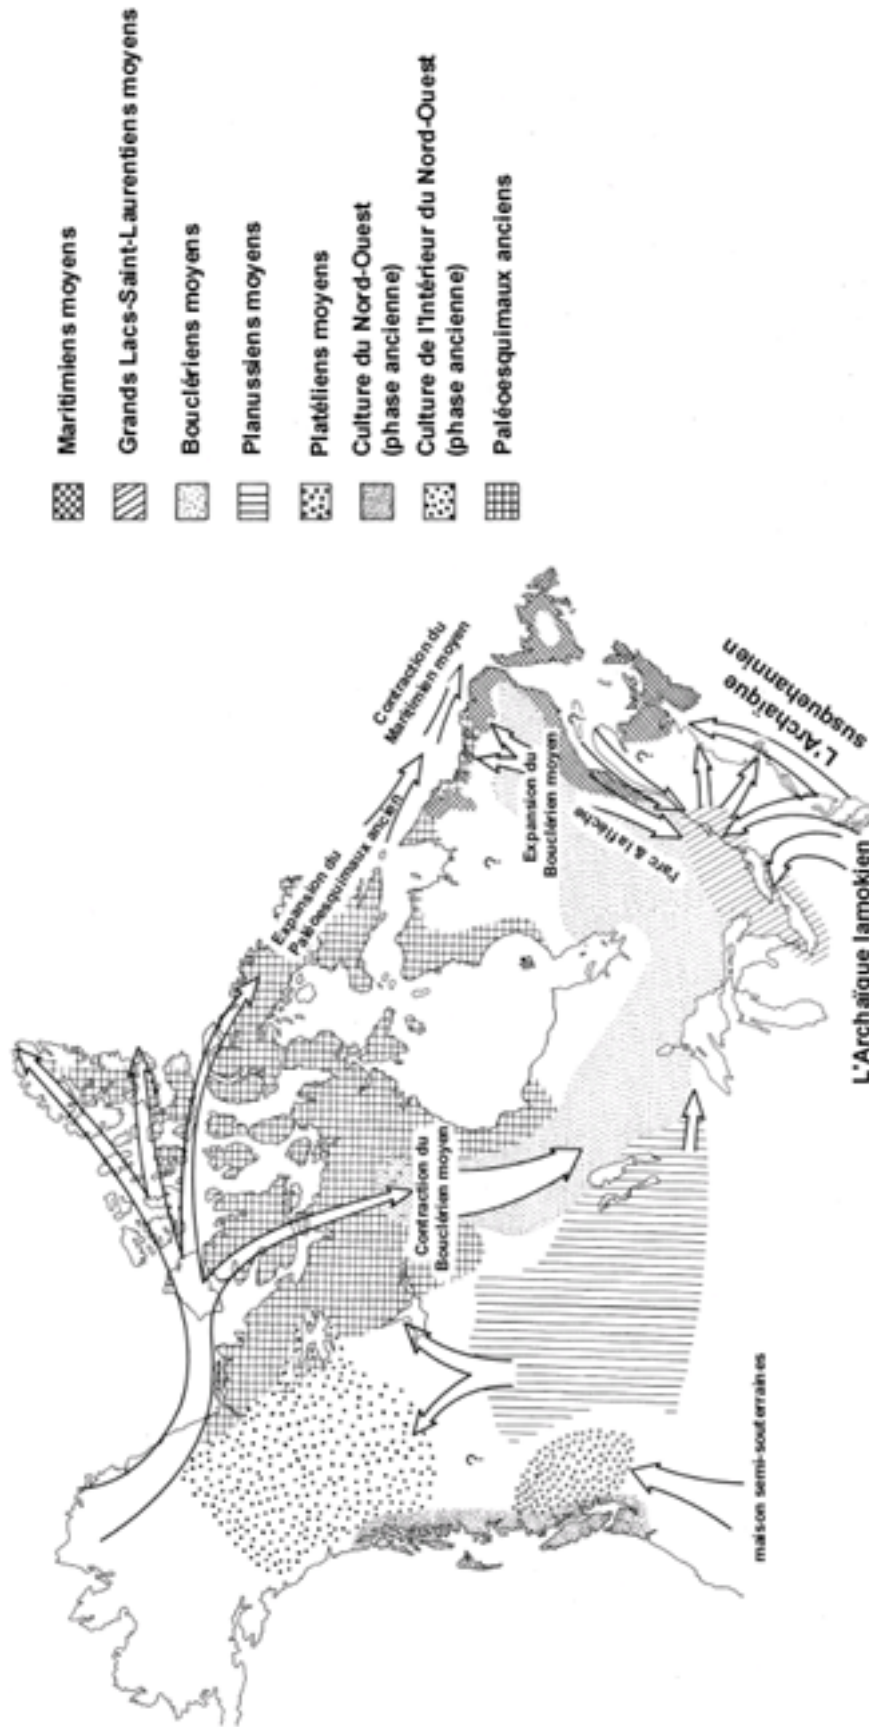 Maritimiens moyens
Grands Lacs-Saint-Laurentiens moyens
Bouclériens moyens
Planussiens moyens
Platéliens moyens
Culture du Nord-Ouest
(phase ancienne)
Culture de l'Intérieur du Nord-Ouest
(phase ancienne)
Paléoesquimaux anciens
Contraction du
Maritimien moyen
Expansion du
Paléoesquimaux ancien
?
Expansion du
Bouclérien moyen
?
?
l'arc & la flèche
L'Archaïque
susquehannien
L'Archaïque lamokien
Contraction du
Bouclérien moyen
?
maison semi-souterraines